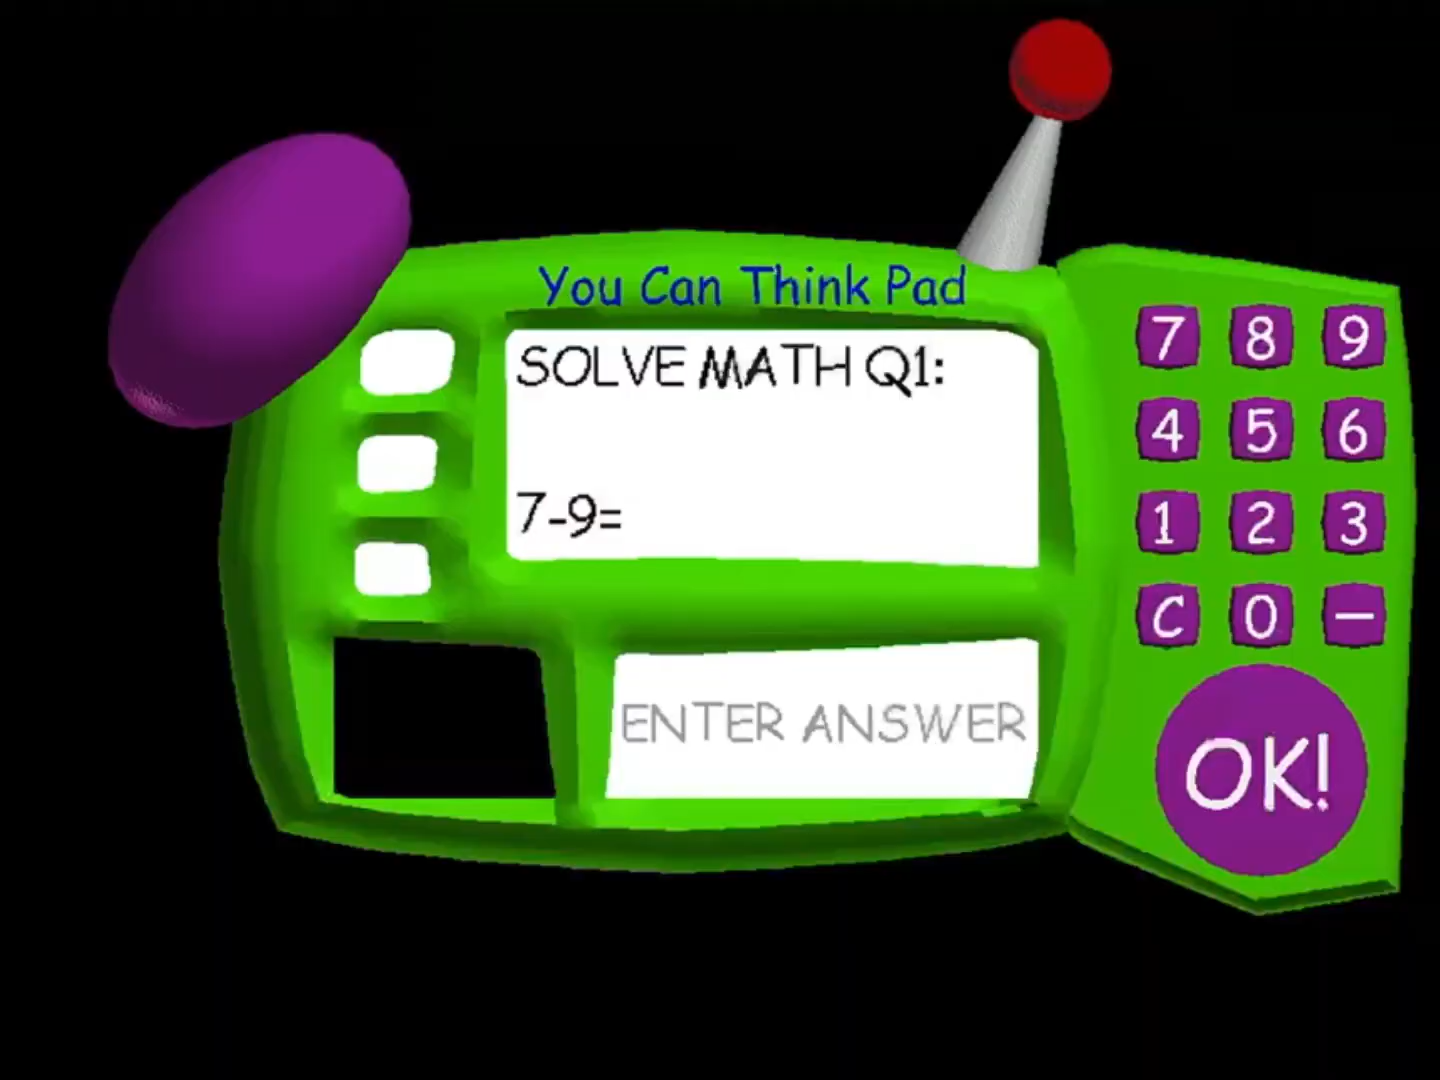 You Can Think Pad
SOLVE MATH Q1:
7-9=
ENTER ANSWER
7 8 9
4 5 6
1 2 3
C 0 −
OK!